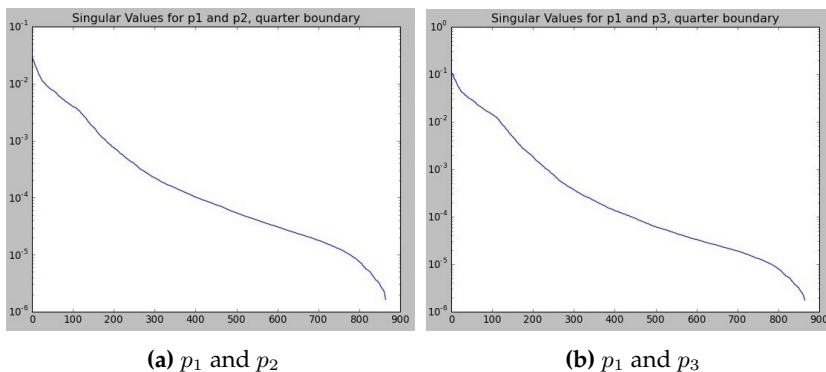 Singular Values for p1 and p2, quarter boundary
10^-1
10^-2
10^-3
10^-4
10^-5
10^-6
0 100 200 300 400 500 600 700 800 900
(a) p₁ and p₂
Singular Values for p1 and p3, quarter boundary
10^0
10^-1
10^-2
10^-3
10^-4
10^-5
10^-6
0 100 200 300 400 500 600 700 800 900
(b) p₁ and p₃